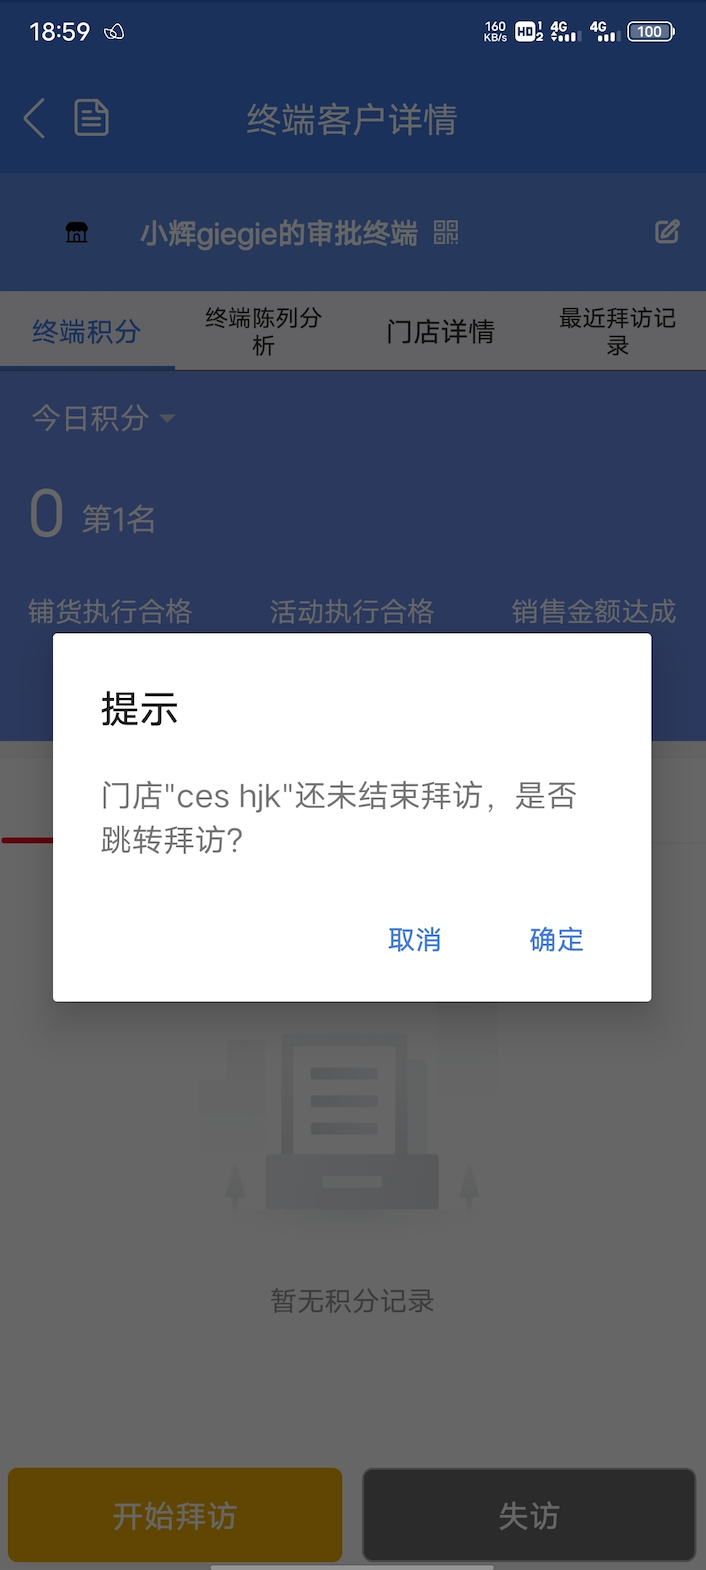 18:59
160 KB/s HD 1 2 4G 4G 100
终端客户详情
小辉giegie的审批终端
终端积分
终端陈列分
析
门店详情
最近拜访记
录
今日积分
0 第1名
铺货执行合格 活动执行合格 销售金额达成
提示
门店"ces hjk"还未结束拜访，是否
跳转拜访？
取消 确定
暂无积分记录
开始拜访 失访